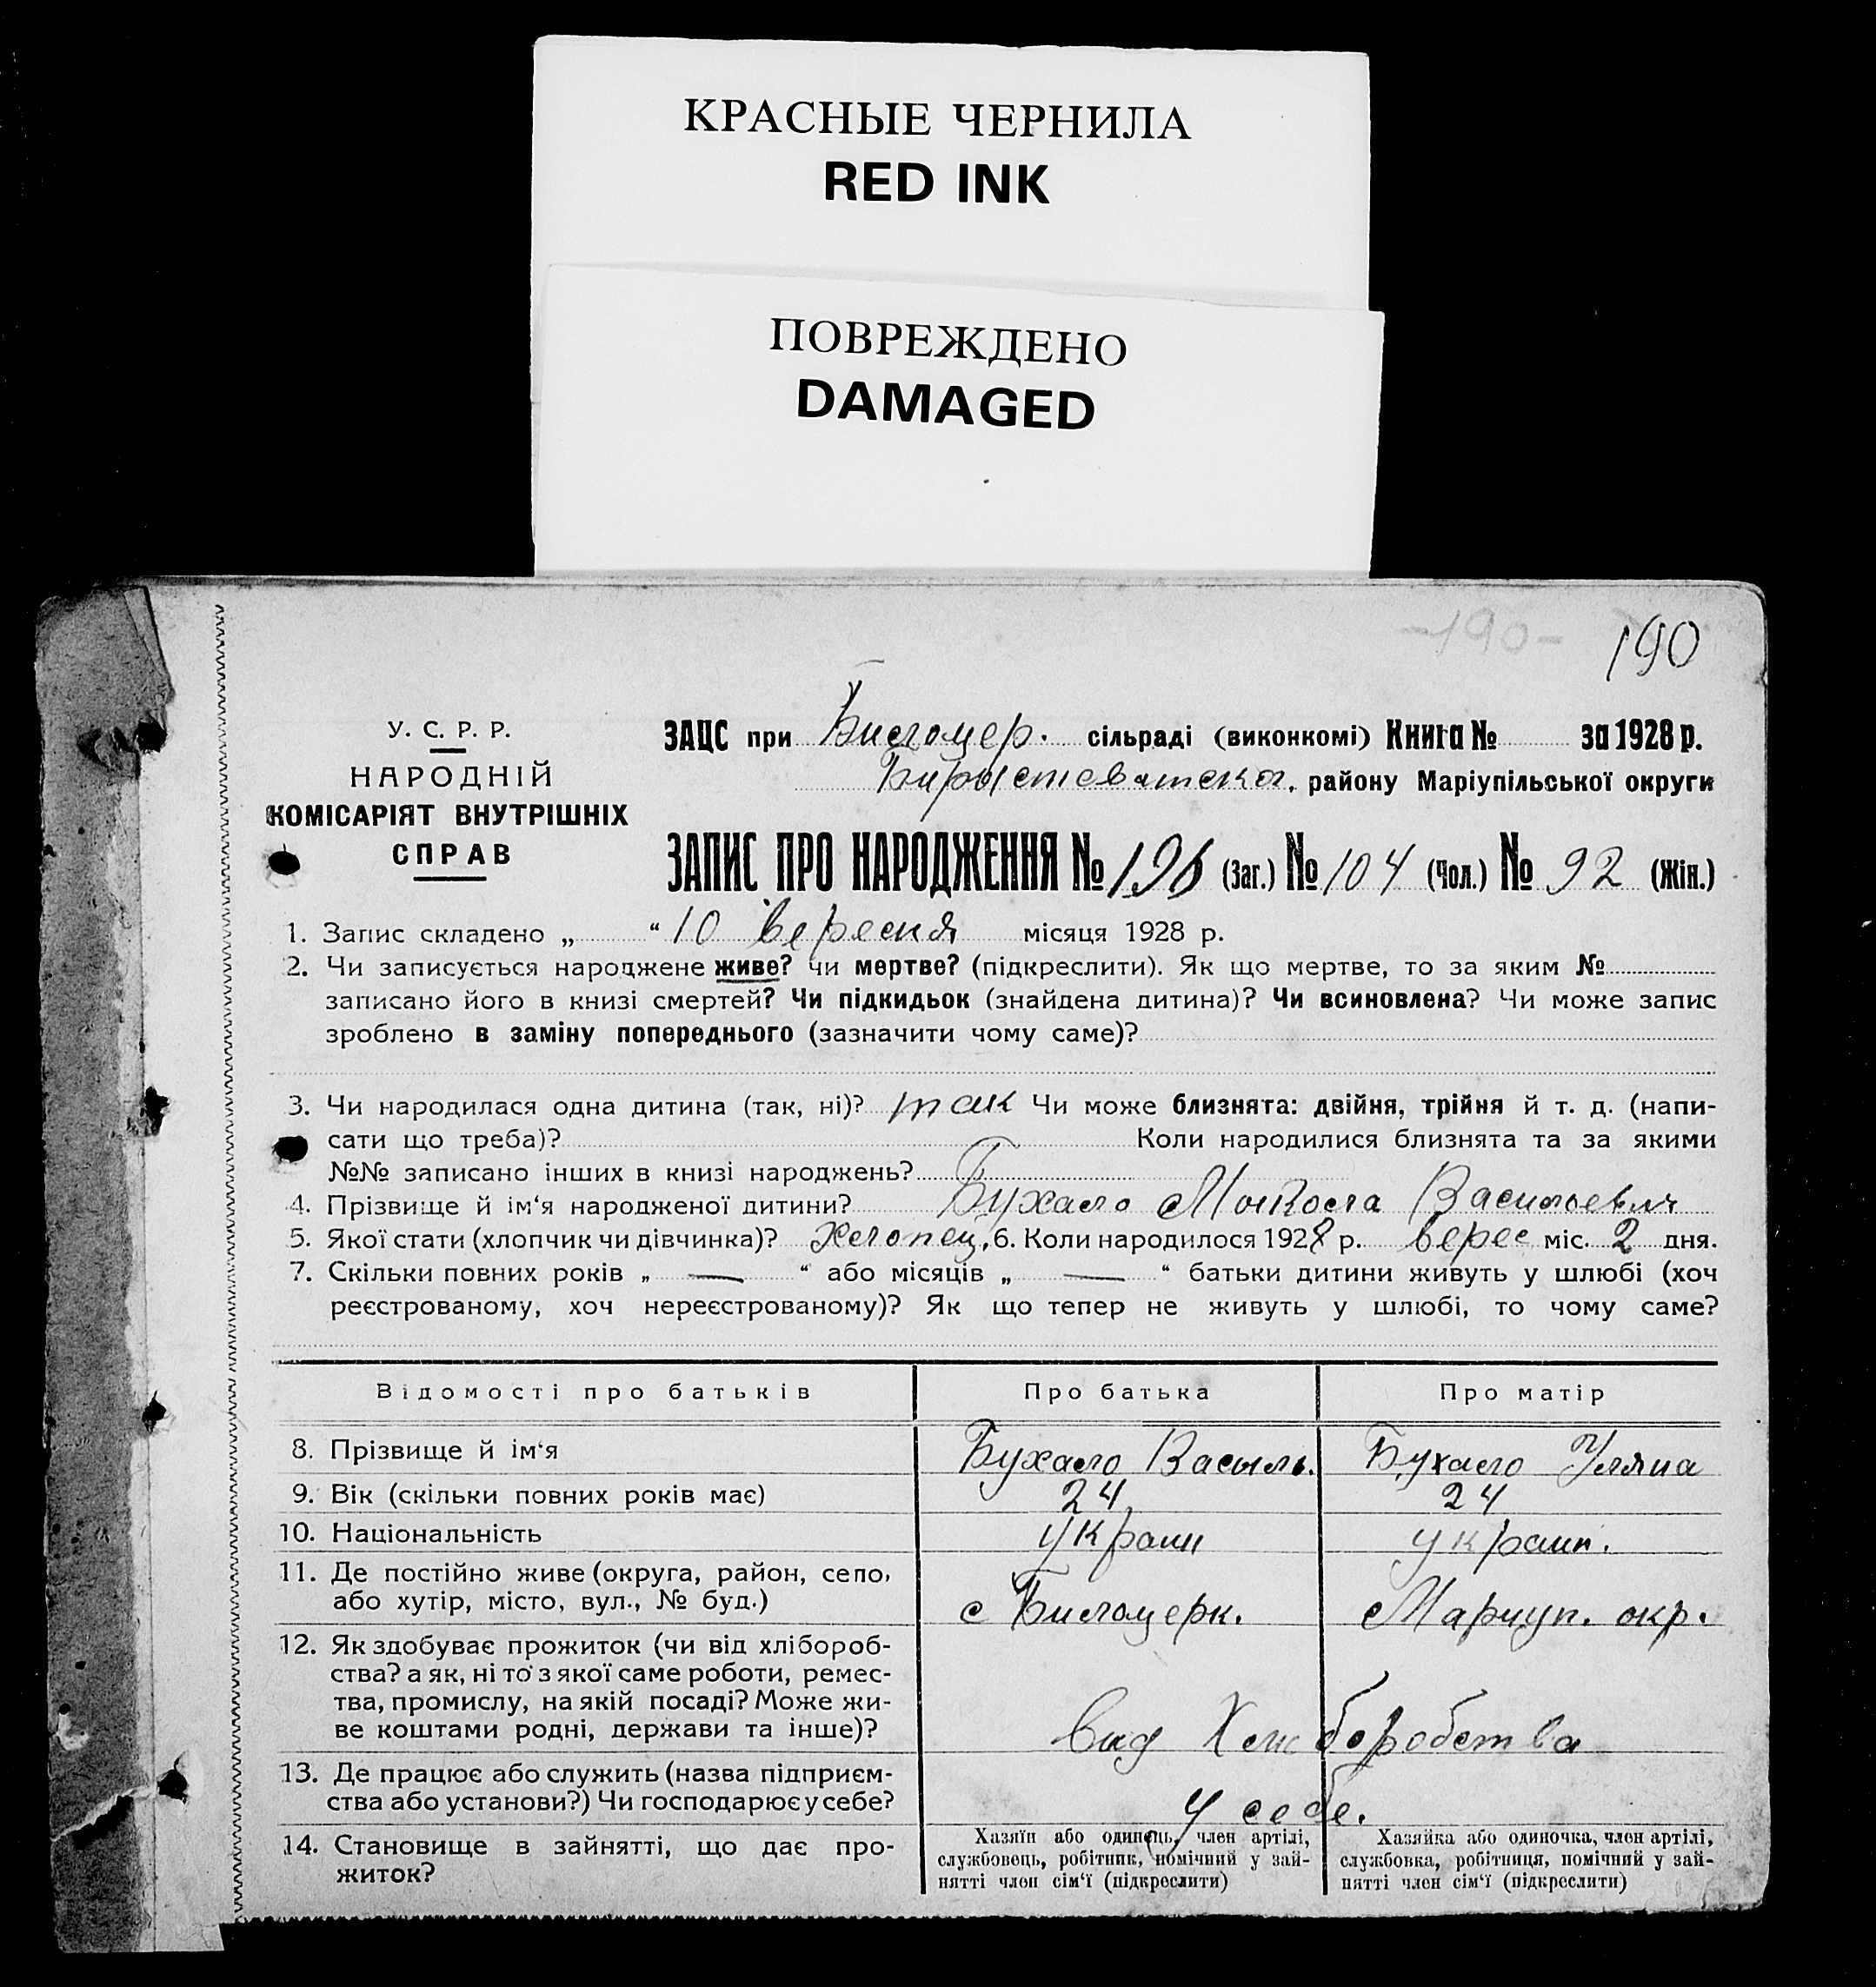 КРАСНЫЕ ЧЕРНИЛА
RED INK
ПОВРЕЖДЕНО
DAMAGED
-190-
190
У. С. Р. Р.
НАРОДНІЙ
КОМІСАРІЯТ ВНУТРІШНІХ
СПРАВ
ЗАЦС при Билоцер. сільраді (виконкомі) Книга № за 1928 р.
району Маріупільської округи
ЗАПИС ПРО НАРОДЖЕННЯ № 196 (Заг.) № 104 (Чол.) № 92 (Жін.)
1. Запис складено „ “ 10 вересня місяця 1928 р.
2. Чи записується народжене живе? чи мертве? (підкреслити). Як що мертве, то за яким №
записано його в книзі смертей? Чи підкидьок (знайдена дитина)? Чи всиновлена? Чи може запис
зроблено в заміну попереднього (зазначити чому саме)?
3. Чи народилася одна дитина (так, ні)? так Чи може близнята: двійня, трійня й т. д. (напи-
сати що треба)? Коли народилися близнята та за якими
№№ записано інших в книзі народжень?
4. Прізвище й ім‘я народженої дитини? Бухало Микола Васильевич
5. Якої стати (хлопчик чи дівчинка)? Хлопец. 6. Коли народилося 1928 р. верес міс. 2 дня.
7. Скільки повних років „ — “ або місяців „ — “ батьки дитини живуть у шлюбі (хоч
реєстрованому, хоч нереєстрованому)? Як що тепер не живуть у шлюбі, то чому саме?
Відомості про батьків Про батька Про матір
8. Прізвище й ім‘я Бухало Васыль. Бухало Уляна
9. Вік (скільки повних років має) 24 24
10. Національність украин украин.
11. Де постійно живе (округа, район, село,
або хутір, місто, вул., № буд.) с Билоцерк. Мариуп. окр.
12. Як здобуває прожиток (чи від хлібороб-
ства? а як, ні то з якої саме роботи, ремес-
тва, промислу, на якій посаді? Може жи-
ве коштами родні, держави та інше)? вид Хлиборобства
13. Де працює або служить (назва підприєм-
ства або установи?) Чи господарює у себе? у себе.
14. Становище в зайнятті, що дає про-
житок?
Хазяїн або одинець, член артілі,
службовець, робітник, помічний у зай-
нятті член сім‘ї (підкреслити)
Хазяйка або одиночка, член артілі,
службовка, робітниця, помічний у зай-
нятті член сім‘ї (підкреслити)